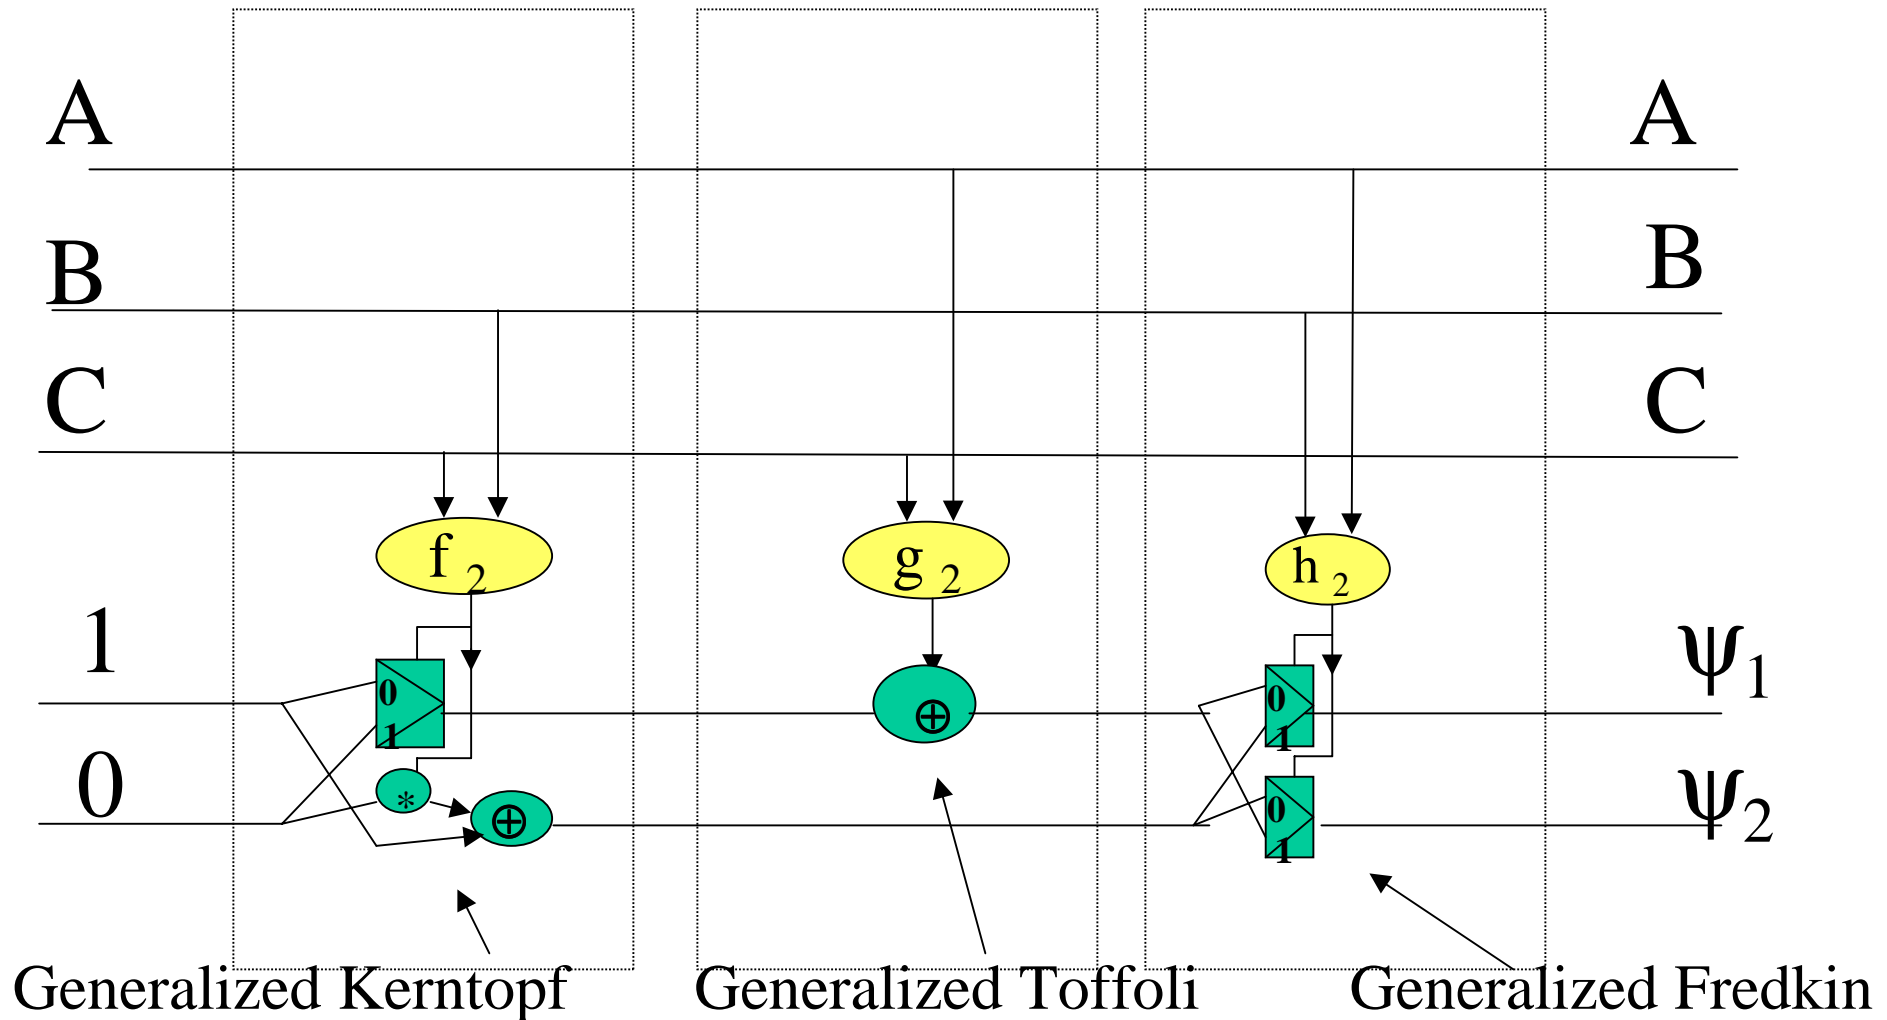 A A
B B
C C
f 2 g 2 h 2
1 ψ1
0 0
1 1
0 ψ2
* ⊕ ⊕ 0
1
Generalized Kerntopf Generalized Toffoli Generalized Fredkin